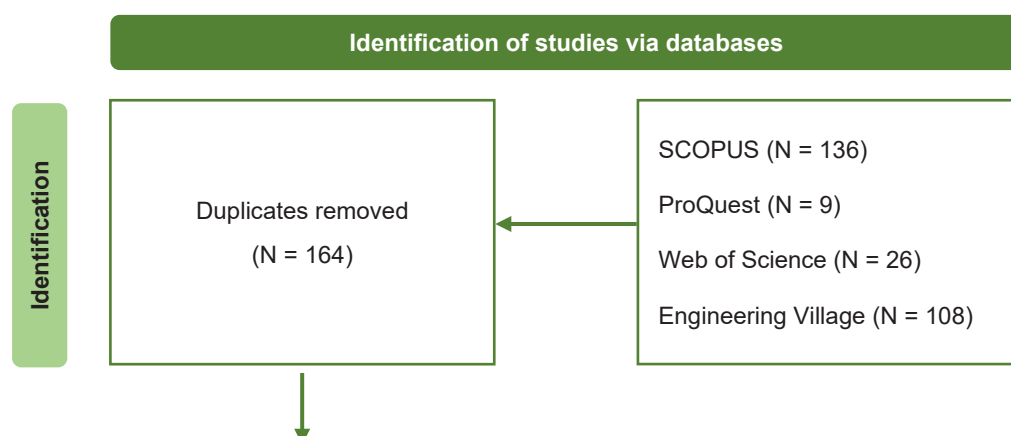 Identification of studies via databases
Identification
Duplicates removed
(N = 164)
SCOPUS (N = 136)
ProQuest (N = 9)
Web of Science (N = 26)
Engineering Village (N = 108)